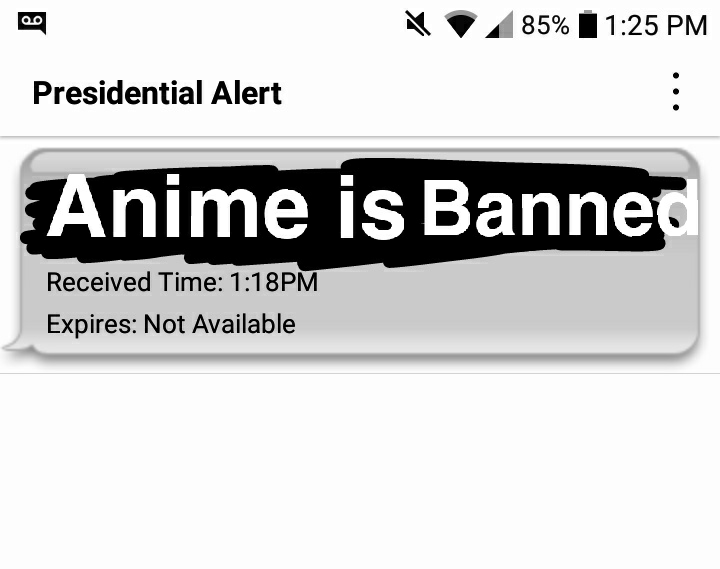 85% 1:25 PM
Presidential Alert
Anime is Banned
Received Time: 1:18PM
Expires: Not Available